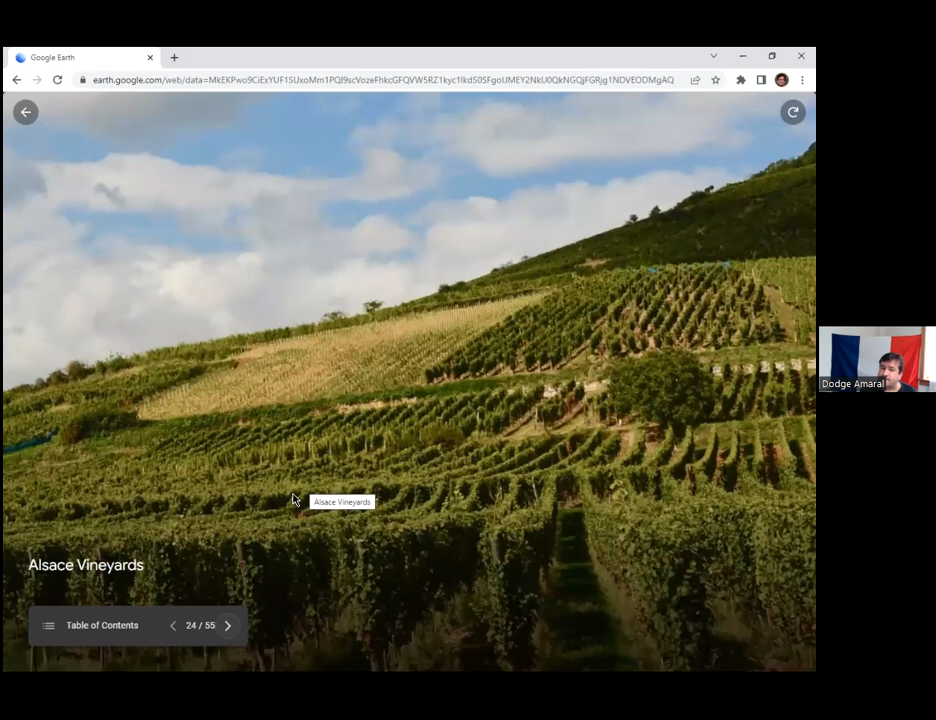 Google Earth
earth.google.com/web/data=MkEKPwo9CiExYUF1SUxoMm1PQl9scVozeFhkcGFQVW5RZ1kyc1lkdS0SFgoUMEY2NkU0QkNGQjFGRjg1NDVEODMgAQ
Alsace Vineyards
Dodge Amaral
Alsace Vineyards
Table of Contents
24 / 55